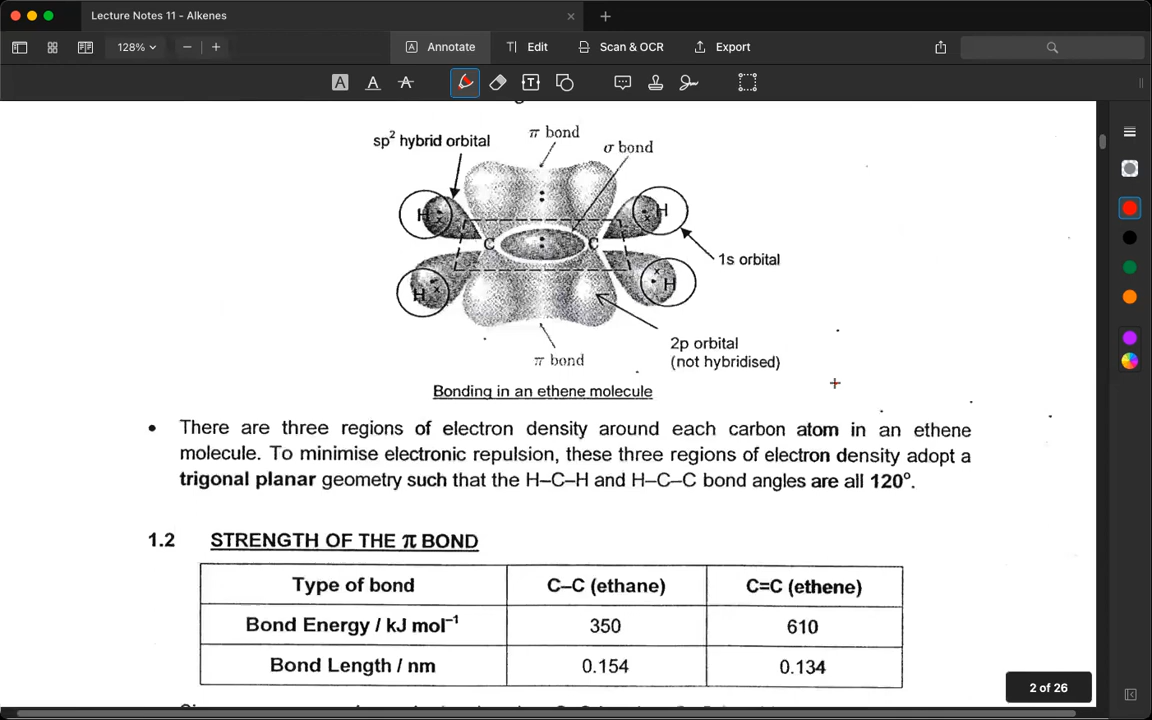 Lecture Notes 11 - Alkenes
128%
Annotate
Edit
Scan & OCR
Export
sp² hybrid orbital
π bond
σ bond
H
H
C
C
1s orbital
H
H
2p orbital
(not hybridised)
π bond
Bonding in an ethene molecule
• There are three regions of electron density around each carbon atom in an ethene
molecule. To minimise electronic repulsion, these three regions of electron density adopt a
trigonal planar geometry such that the H–C–H and H–C–C bond angles are all 120°.
1.2 STRENGTH OF THE π BOND
Type of bond C–C (ethane) C=C (ethene)
Bond Energy / kJ mol⁻¹ 350 610
Bond Length / nm 0.154 0.134
2 of 26